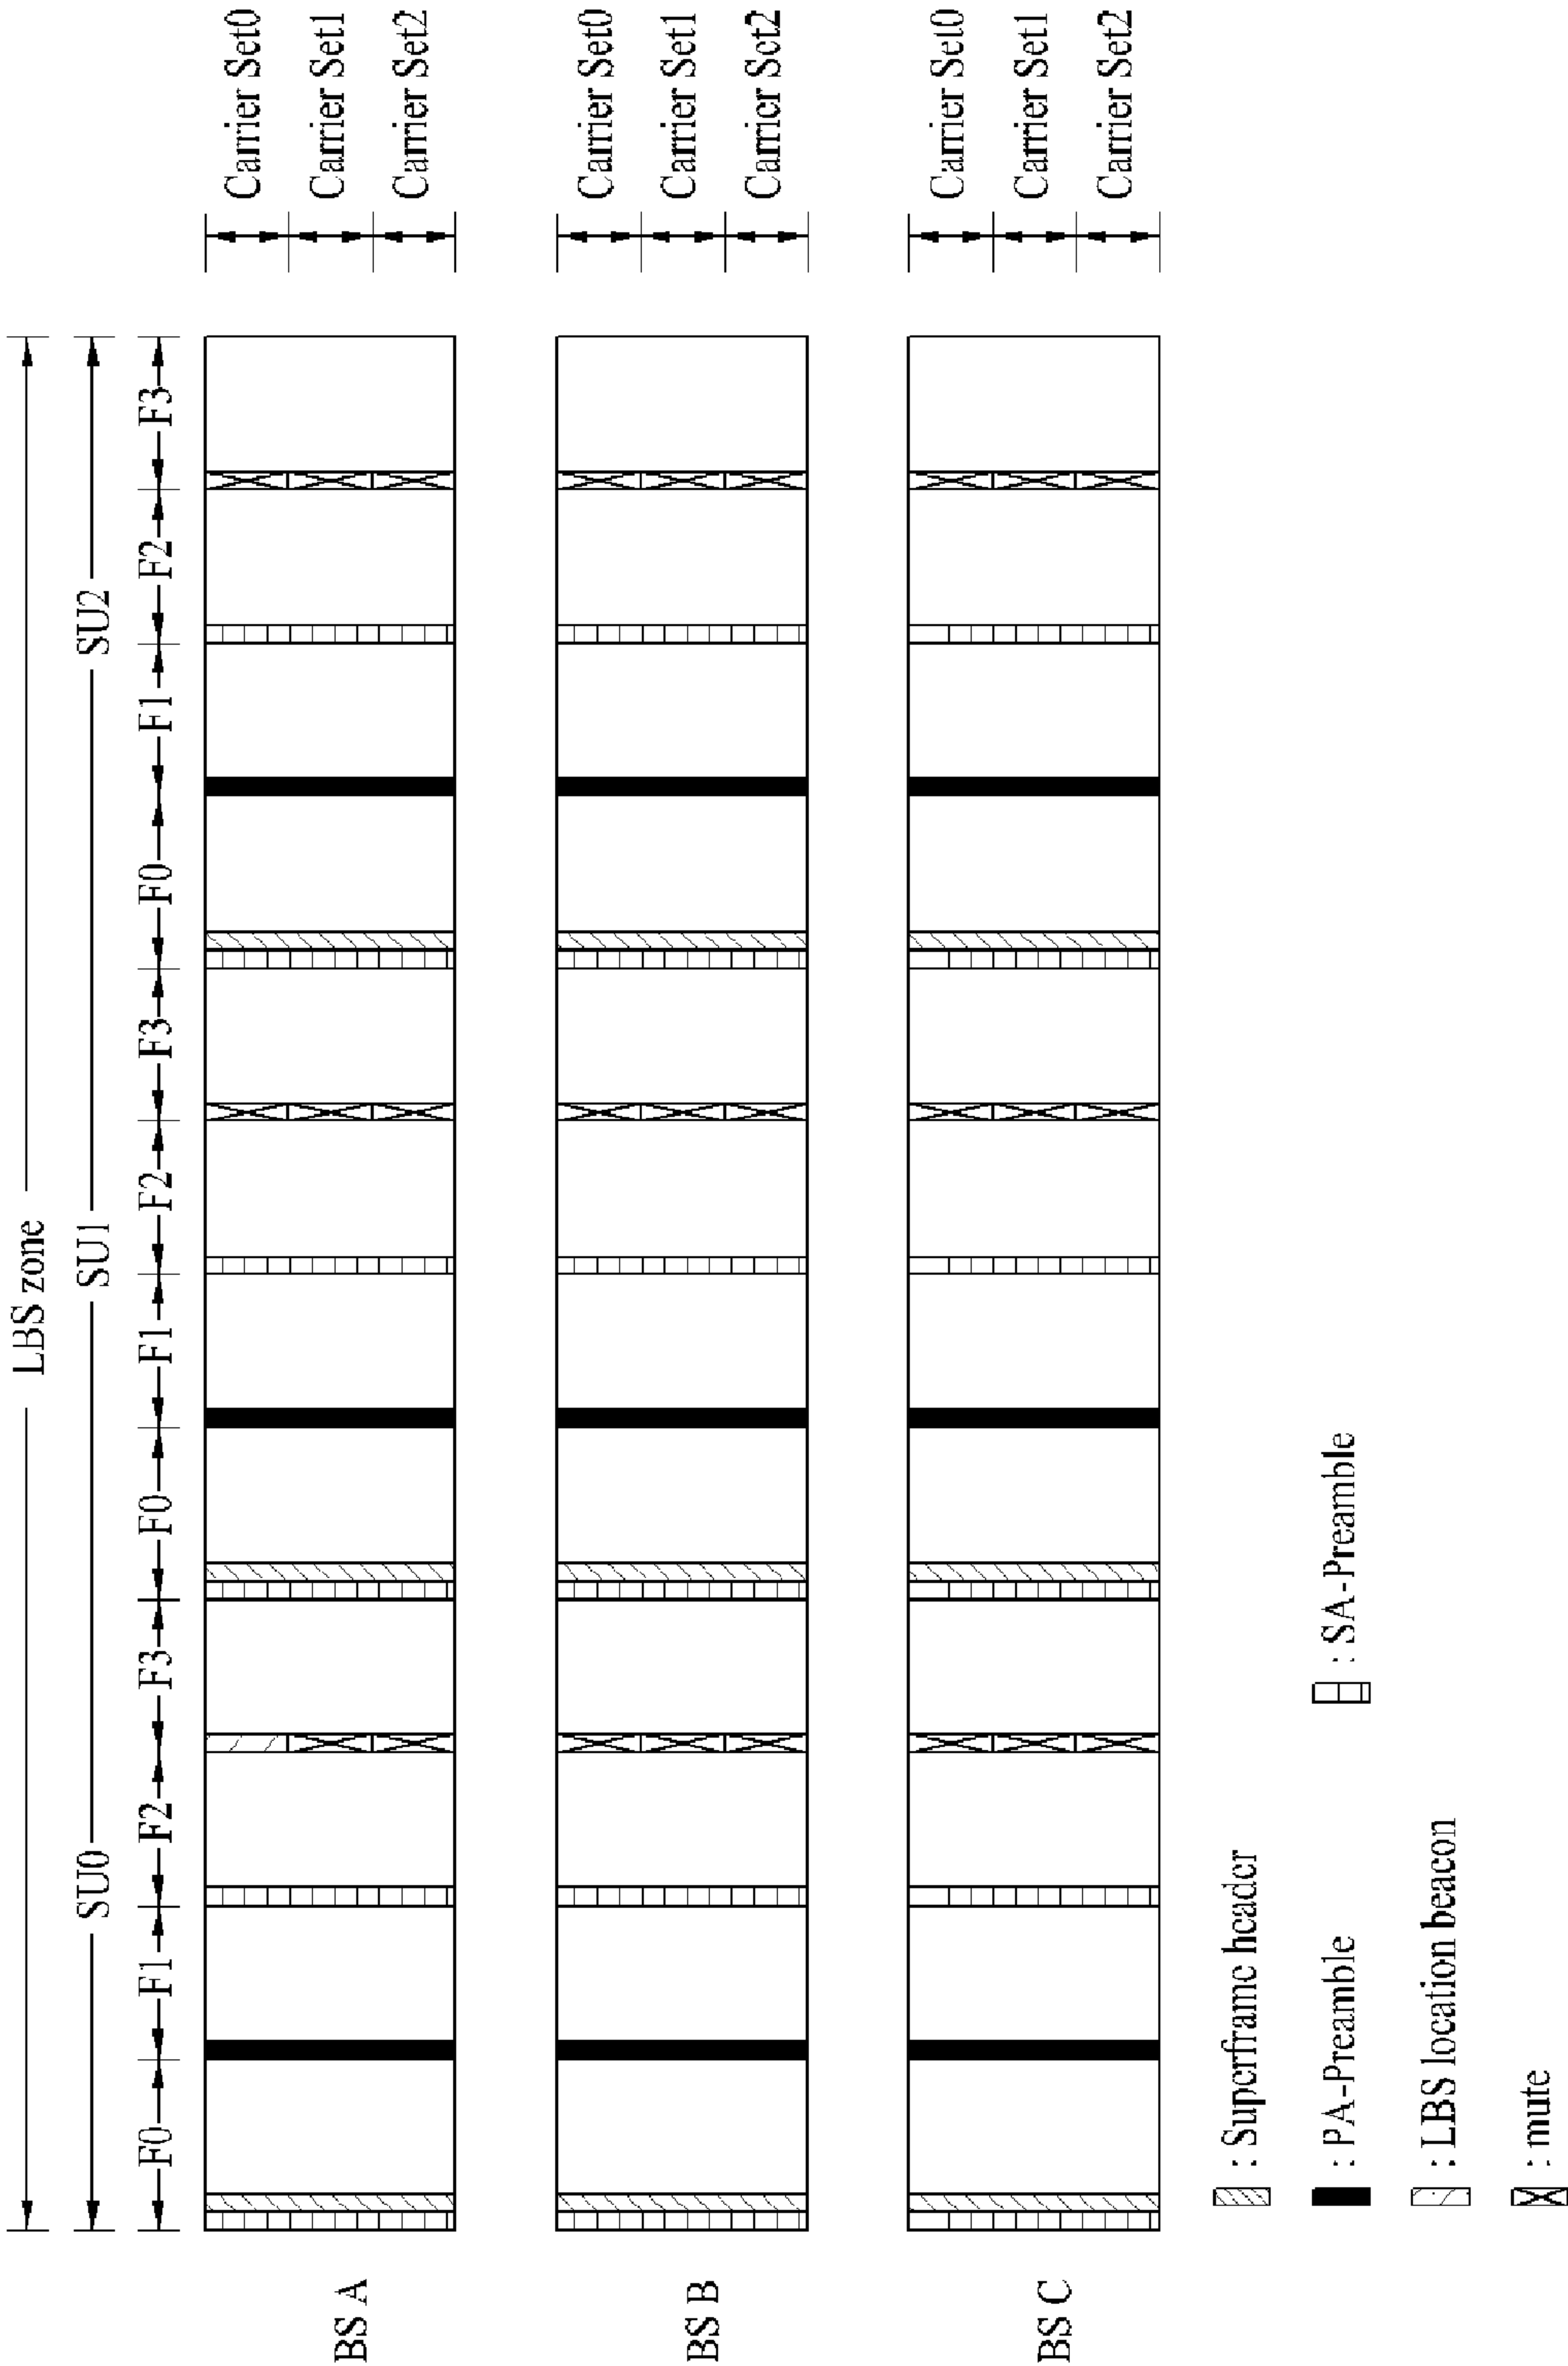 LBS zone
SU0 SU1 SU2
F0 F1 F2 F3 F0 F1 F2 F3 F0 F1 F2 F3
BS A
Carrier Set0
Carrier Set1
Carrier Set2
BS B
Carrier Set0
Carrier Set1
Carrier Set2
BS C
Carrier Set0
Carrier Set1
Carrier Set2
: Superframe header
: PA-Preamble : SA-Preamble
: LBS location beacon
: mute